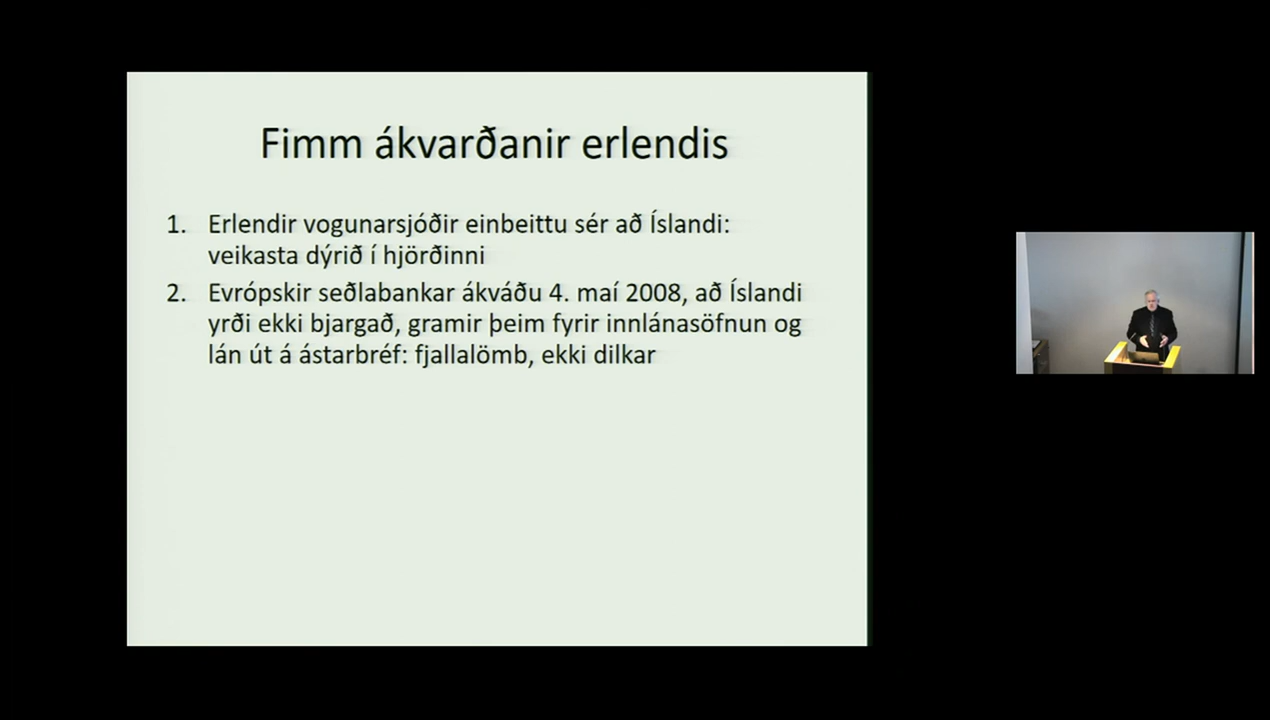 Fimm ákvarðanir erlendis
1. Erlendir vogunarsjóðir einbeittu sér að Íslandi:
veikasta dýrið í hjörðinni
2. Evrópskir seðlabankar ákváðu 4. maí 2008, að Íslandi
yrði ekki bjargað, gramir þeim fyrir innlánasöfnun og
lán út á ástarbréf: fjallalömb, ekki dilkar